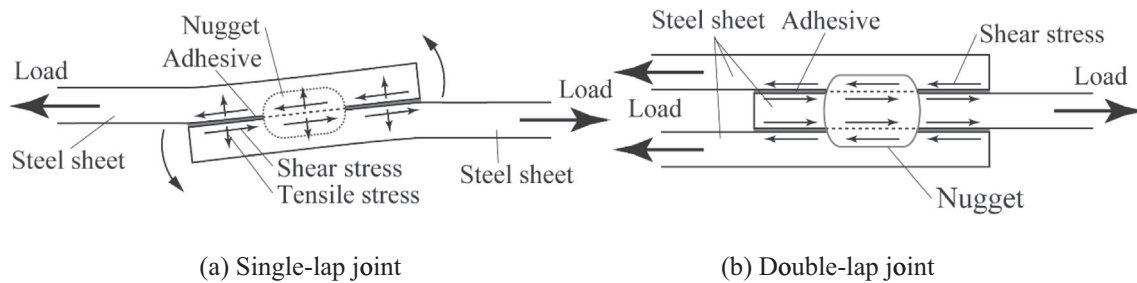 Nugget
Adhesive
Load
Load
Steel sheet
Shear stress
Tensile stress
Steel sheet
(a) Single-lap joint
Steel sheet
Adhesive
Shear stress
Load
Load
Load
Nugget
(b) Double-lap joint